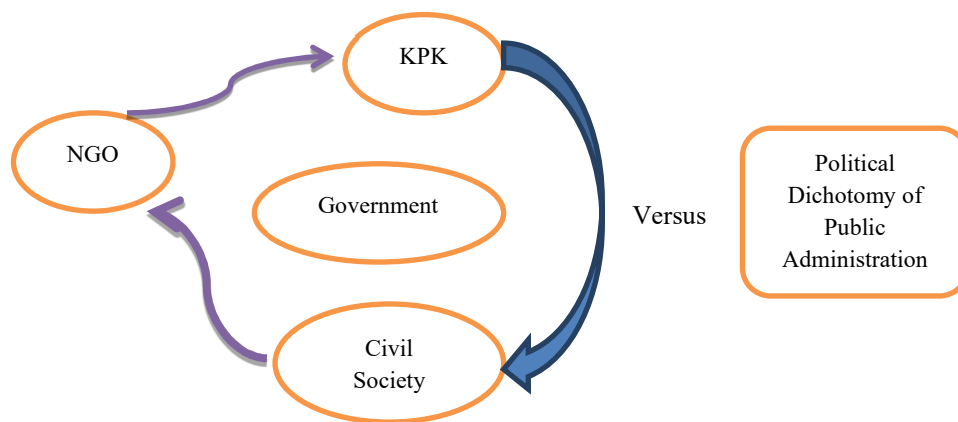 KPK
NGO
Government
Versus
Political
Dichotomy of
Public
Administration
Civil
Society